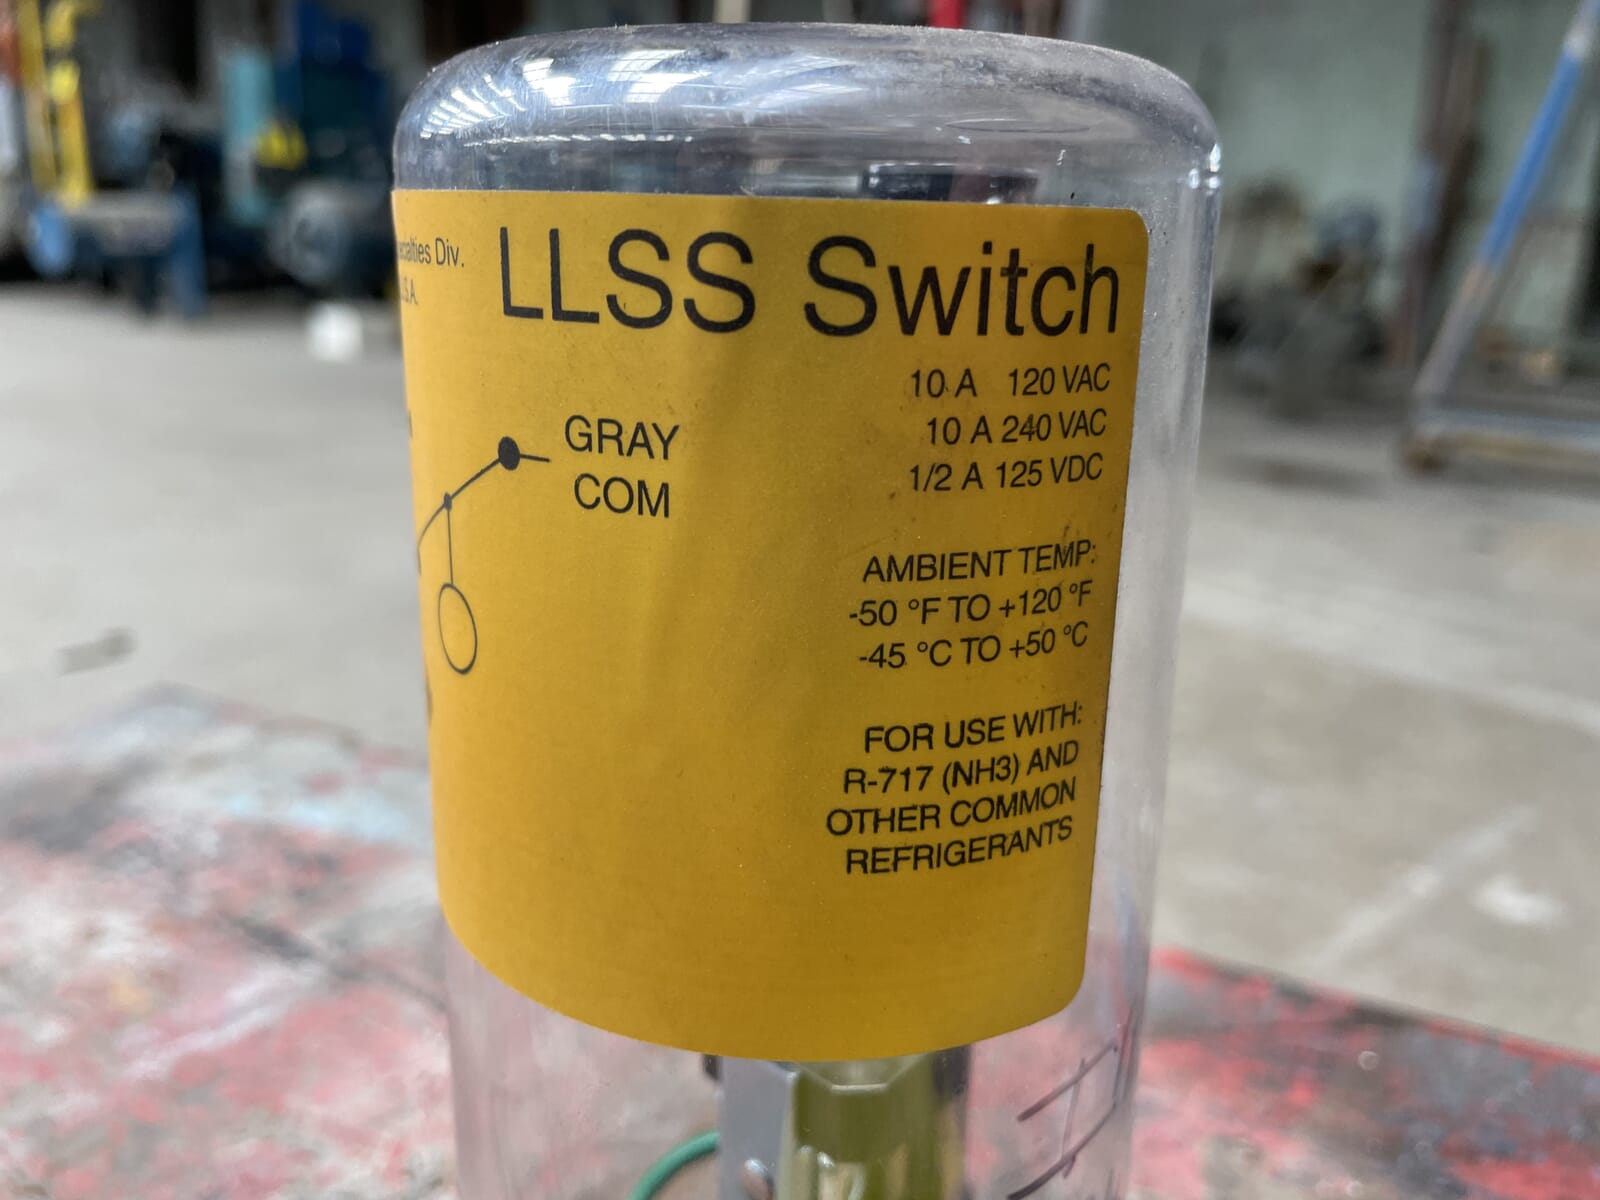 Div.
LLSS Switch
10 A 120 VAC
10 A 240 VAC
1/2 A 125 VDC
GRAY
COM
AMBIENT TEMP:
-50 °F TO +120 °F
-45 °C TO +50 °C
FOR USE WITH:
R-717 (NH3) AND
OTHER COMMON
REFRIGERANTS